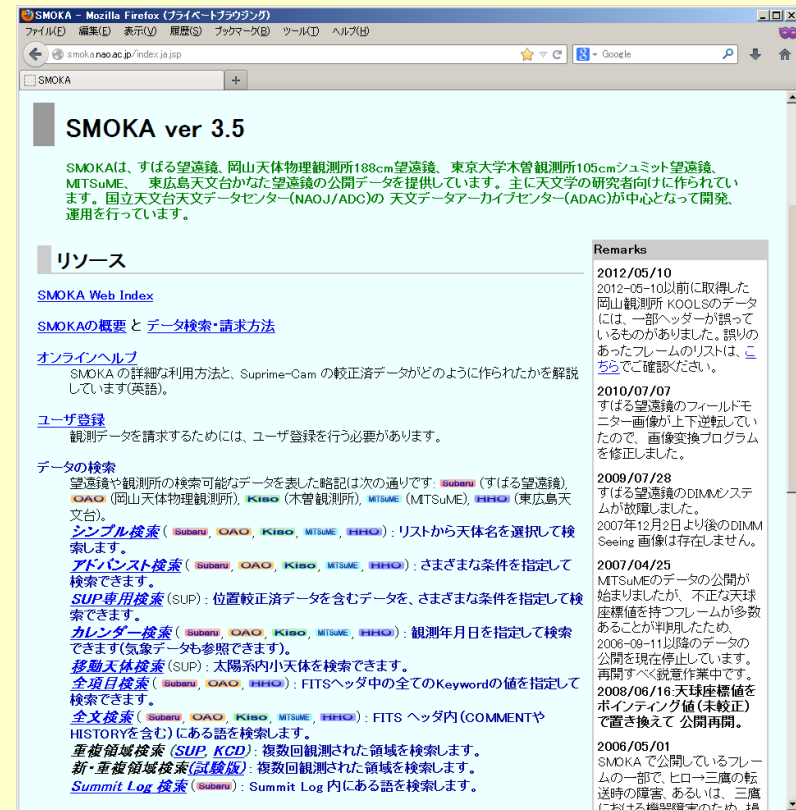 SMOKA - Mozilla Firefox (プライベートブラウジング)
ファイル(F) 編集(E) 表示(V) 履歴(S) ブックマーク(B) ツール(T) ヘルプ(H)
smoka.nao.ac.jp/index.ja.jsp
Google
SMOKA
SMOKA ver 3.5
SMOKAは、すばる望遠鏡、岡山天体物理観測所188cm望遠鏡、 東京大学木曽観測所105cmシュミット望遠鏡、
MITSuME、 東広島天文台かなた望遠鏡の公開データを提供しています。主に天文学の研究者向けに作られてい
ます。国立天文台天文データセンター(NAOJ/ADC)の 天文データアーカイブセンター(ADAC)が中心となって開発、
運用を行っています。
リソース
SMOKA Web Index
SMOKAの概要 と データ検索・請求方法
オンラインヘルプ
SMOKA の詳細な利用方法と、Suprime-Cam の較正済データがどのように作られたかを解説
しています(英語)。
ユーザ登録
観測データを請求するためには、ユーザ登録を行う必要があります。
データの検索
望遠鏡や観測所の検索可能なデータを表した略記は次の通りです: Subaru (すばる望遠鏡),
OAO (岡山天体物理観測所), Kiso (木曽観測所), MITSuME (MITSuME), HHO (東広島天
文台)。
シンプル検索 ( Subaru, OAO, Kiso, MITSuME, HHO ) : リストから天体名を選択して検
索します。
アドバンスト検索 ( Subaru, OAO, Kiso, MITSuME, HHO ) : さまざまな条件を指定して
検索できます。
SUP専用検索 (SUP) : 位置較正済データを含むデータを、さまざまな条件を指定して検
索できます。
カレンダー検索 ( Subaru, OAO, Kiso, MITSuME, HHO ) : 観測年月日を指定して検索
できます(気象データも参照できます)。
移動天体検索 (SUP) : 太陽系内小天体を検索できます。
全項目検索 ( Subaru, OAO, HHO ) : FITSヘッダ中の全てのKeywordの値を指定して
検索できます。
全文検索 ( Subaru, OAO, Kiso, MITSuME, HHO ) : FITS ヘッダ内(COMMENTや
HISTORYを含む)にある語を検索します。
重複領域検索 (SUP, KCD) : 複数回観測された領域を検索します。
新・重複領域検索(試験版) : 複数回観測された領域を検索します。
Summit Log 検索 (Subaru) : Summit Log 内にある語を検索します。
Remarks
2012/05/10
2012-05-10以前に取得した
岡山観測所 KOOLSのデータ
には、一部ヘッダーが誤って
いるものがありました。誤りの
あったフレームのリストは、こ
ちらでご確認ください。
2010/07/07
すばる望遠鏡のフィールドモ
ニター画像が上下逆転してい
たので、画像変換プログラム
を修正しました。
2009/07/28
すばる望遠鏡のDIMMシステ
ムが故障しました。
2007年12月2日より後のDIMM
Seeing 画像は存在しません。
2007/04/25
MITSuMEのデータの公開が
始まりましたが、不正な天球
座標値を持つフレームが多数
あることが判明したため、
2006-09-11以降のデータの
公開を現在停止しています。
再開すべく鋭意作業中です。
2008/06/16:天球座標値を
ポインティング値(未較正)
で置き換えて 公開再開。
2006/05/01
SMOKA で公開しているフレー
ムの一部で、ヒロ→三鷹の転
送時の障害、あるいは、三鷹
における機器障害のため、損